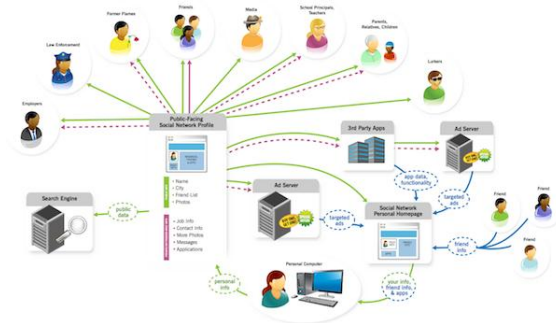 Friends
Media
School Principals,
Teachers
Former Flames
Parents,
Relatives, Children
Law Enforcement
Lurkers
Employers
Public-Facing
Social Network Profile
3rd Party Apps
Ad Server
Name
City
Friend List
Photos
app data,
functionality
targeted
ads
Search Engine
public
data
Ad Server
targeted
ads
Social Network
Personal Homepage
Friend
Friend
Job Info
Contact Info
More Photos
Messages
Applications
friend
info
Friend
Personal Computer
personal
info
your info,
friend info,
& apps